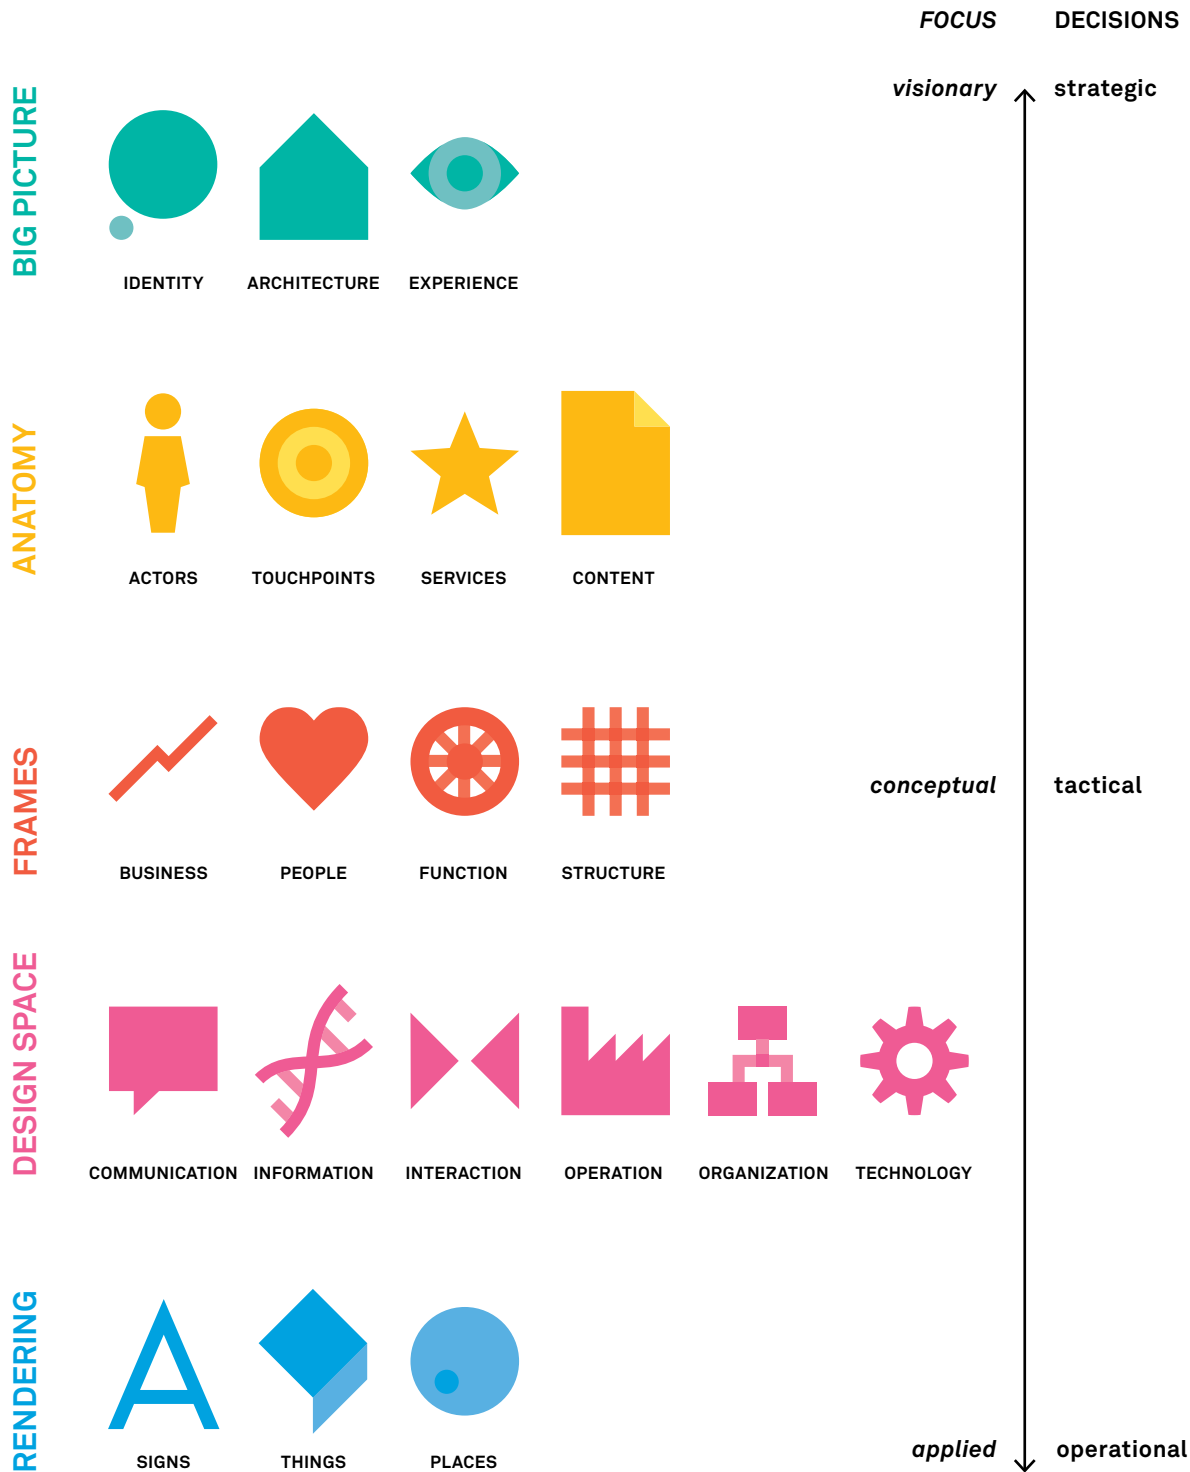 FOCUS DECISIONS
visionary strategic
BIG PICTURE
IDENTITY ARCHITECTURE EXPERIENCE
ANATOMY
ACTORS TOUCHPOINTS SERVICES CONTENT
FRAMES
conceptual tactical
BUSINESS PEOPLE FUNCTION STRUCTURE
DESIGN SPACE
COMMUNICATION INFORMATION INTERACTION OPERATION ORGANIZATION TECHNOLOGY
RENDERING
applied operational
SIGNS THINGS PLACES